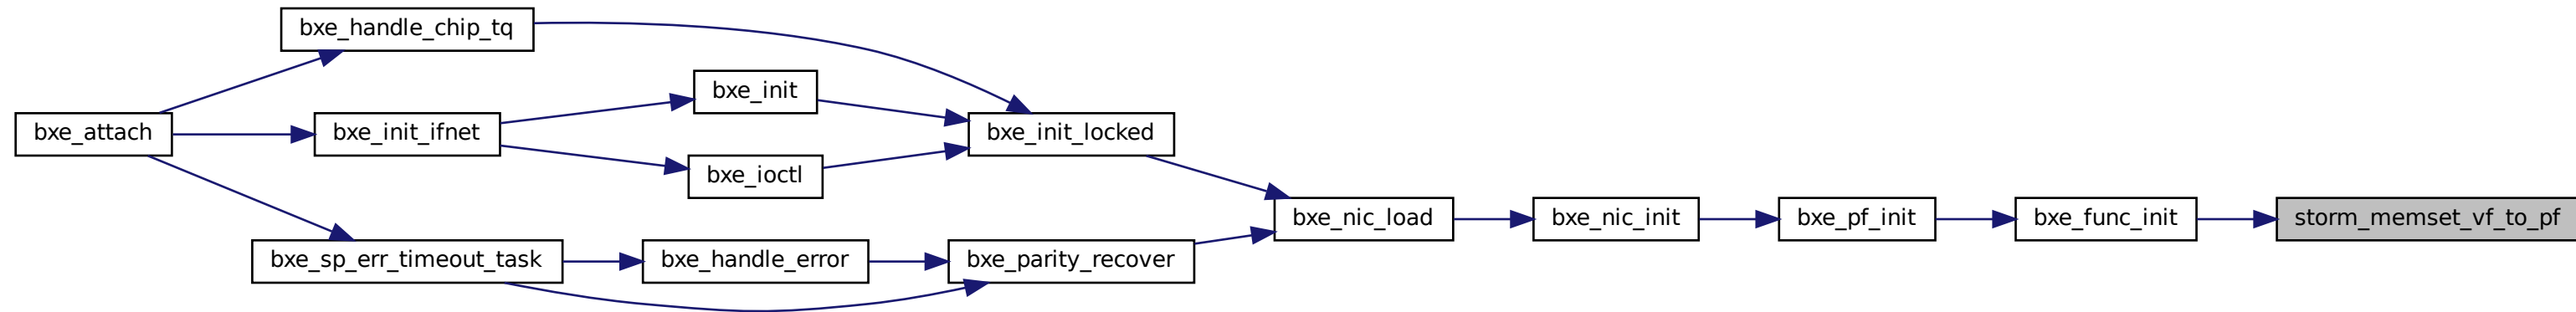 bxe_handle_chip_tq
bxe_init
bxe_attach
bxe_init_ifnet
bxe_init_locked
bxe_ioctl
bxe_nic_load
bxe_nic_init
bxe_pf_init
bxe_func_init
storm_memset_vf_to_pf
bxe_sp_err_timeout_task
bxe_handle_error
bxe_parity_recover